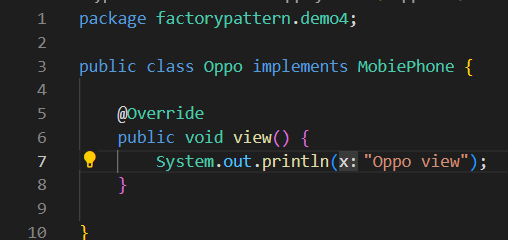 1 package factorypattern.demo4;
2
3 public class Oppo implements MobiePhone {
4
5 @Override
6 public void view() {
7 System.out.println(x: "Oppo view");
8 }
9
10 }